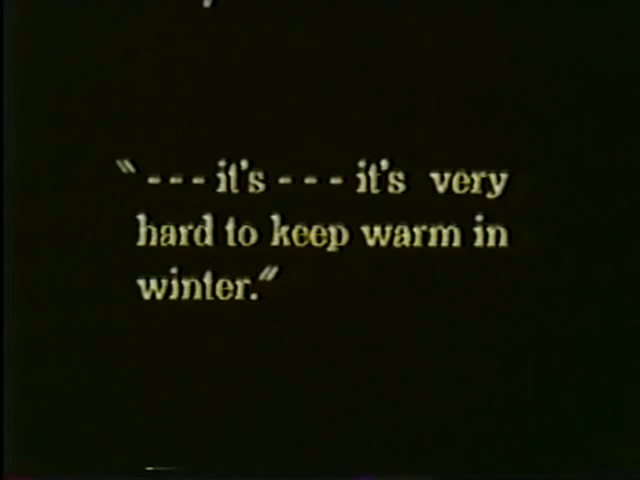 "--- it's --- it's very
hard to keep warm in
winter."